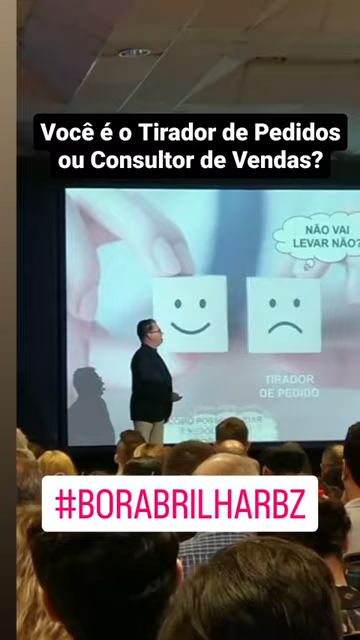 Você é o Tirador de Pedidos
ou Consultor de Vendas?
NÃO VAI
LEVAR NÃO?
TIRADOR
DE PEDIDO
#BORABRILHARBZ